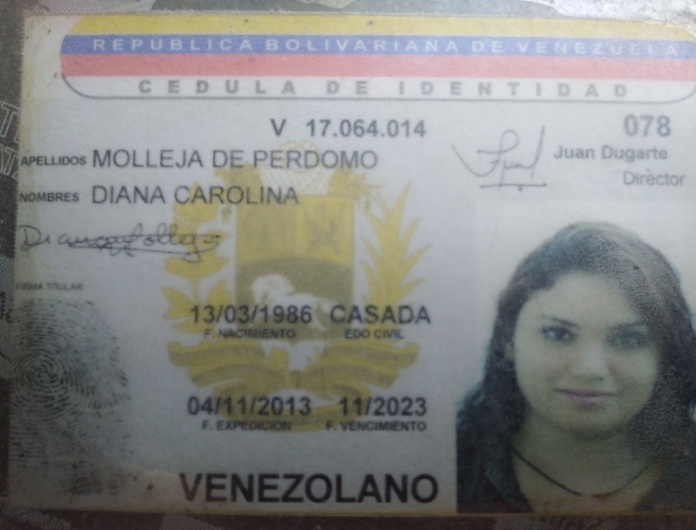 REPUBLICA BOLIVARIANA DE VENEZUELA
CEDULA DE IDENTIDAD
V 17.064.014
078
APELLIDOS MOLLEJA DE PERDOMO
Juan Dugarte
Director
NOMBRES DIANA CAROLINA
FIRMA TITULAR
13/03/1986 CASADA
F. NACIMIENTO EDO CIVIL
04/11/2013 11/2023
F. EXPEDICION F. VENCIMIENTO
VENEZOLANO